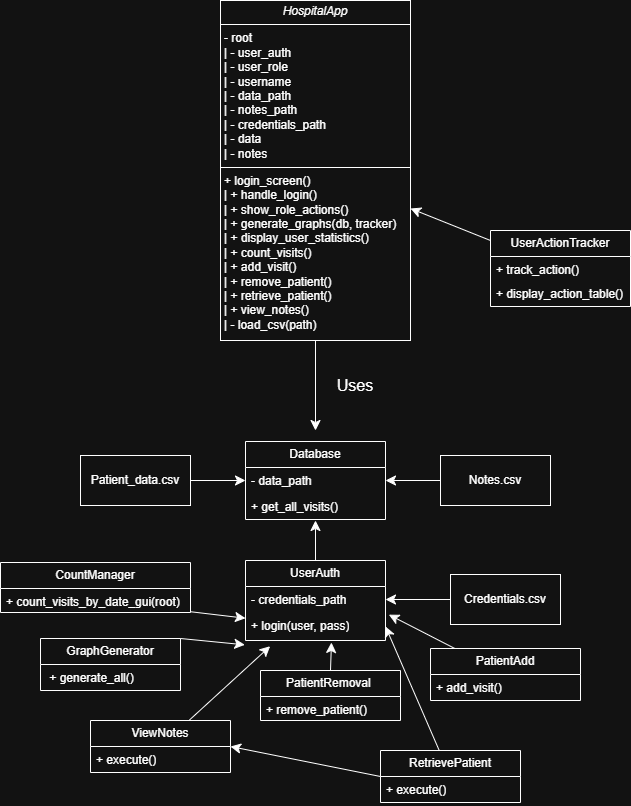 HospitalApp
- root
| - user_auth
| - user_role
| - username
| - data_path
| - notes_path
| - credentials_path
| - data
| - notes
+ login_screen()
| + handle_login()
| + show_role_actions()
| + generate_graphs(db, tracker)
| + display_user_statistics()
| + count_visits()
| + add_visit()
| + remove_patient()
| + retrieve_patient()
| + view_notes()
| - load_csv(path)
UserActionTracker
+ track_action()
+ display_action_table()
Uses
Database
- data_path
+ get_all_visits()
Patient_data.csv
Notes.csv
UserAuth
- credentials_path
+ login(user, pass)
CountManager
+ count_visits_by_date_gui(root)
Credentials.csv
GraphGenerator
+ generate_all()
PatientAdd
+ add_visit()
PatientRemoval
+ remove_patient()
ViewNotes
+ execute()
RetrievePatient
+ execute()